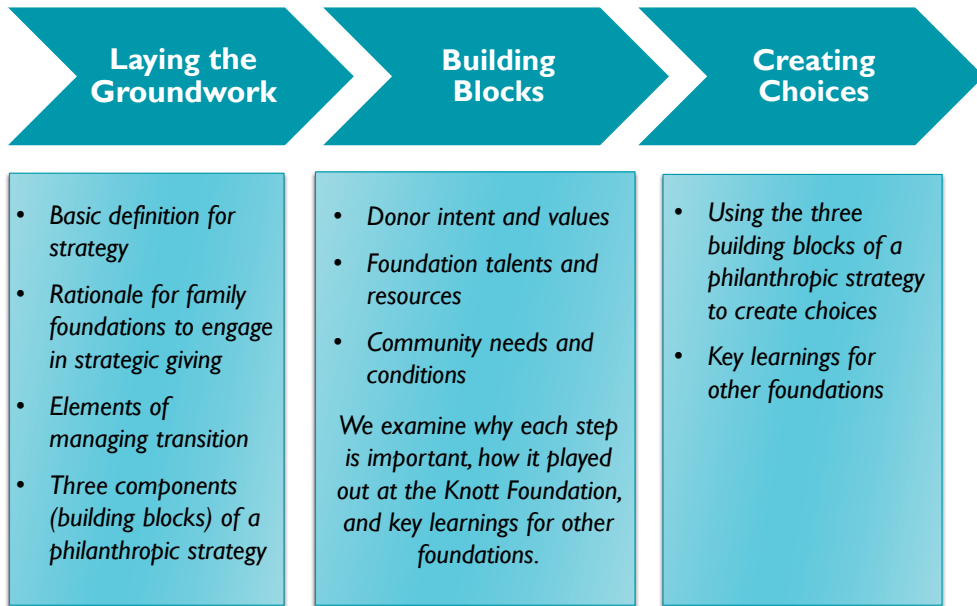 Laying the
Groundwork
Building
Blocks
Creating
Choices
• Basic definition for
strategy
• Rationale for family
foundations to engage
in strategic giving
• Elements of
managing transition
• Three components
(building blocks) of a
philanthropic strategy
• Donor intent and values
• Foundation talents and
resources
• Community needs and
conditions
We examine why each step
is important, how it played
out at the Knott Foundation,
and key learnings for other
foundations.
• Using the three
building blocks of a
philanthropic strategy
to create choices
• Key learnings for
other foundations